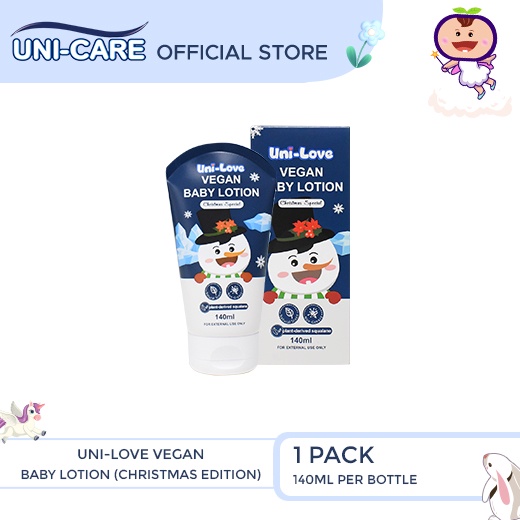 UNI-CARE OFFICIAL STORE
Uni-Love
VEGAN
BABY LOTION
Christmas Especial
plant-derived squalane
140ml
FOR EXTERNAL USE ONLY
Uni-Love
VEGAN
BABY LOTION
Christmas Especial
plant-derived squalane
140ml
FOR EXTERNAL USE ONLY
UNI-LOVE VEGAN
BABY LOTION (CHRISTMAS EDITION)
1 PACK
140ML PER BOTTLE